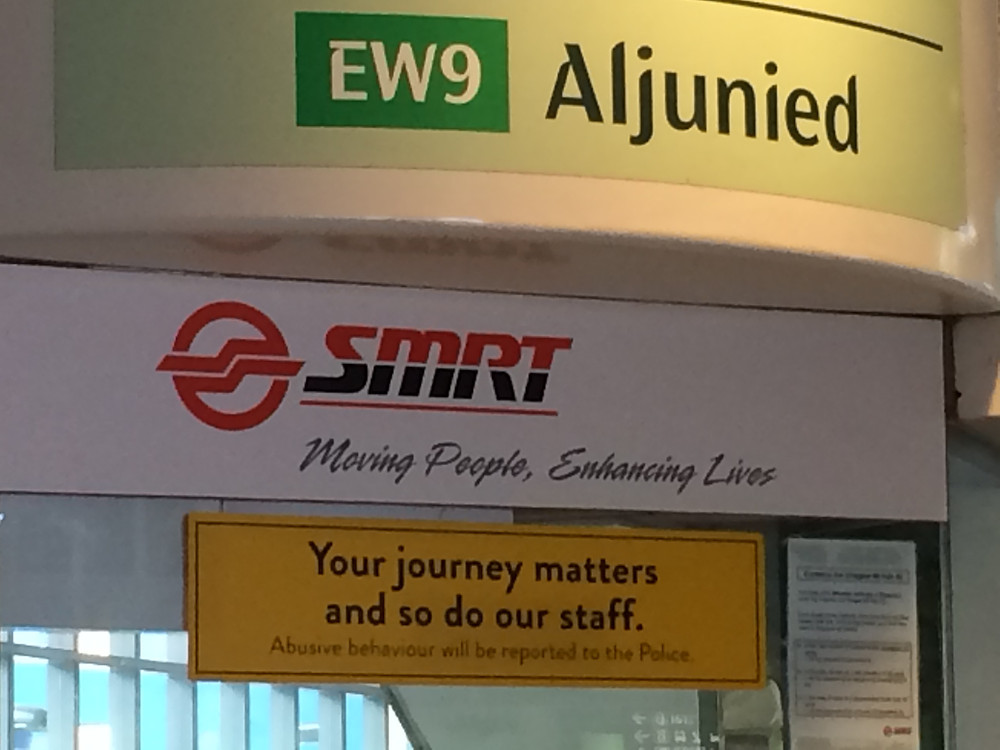 EW9 Aljunied
SMRT
Moving People, Enhancing Lives
Your journey matters
and so do our staff.
Abusive behaviour will be reported to the Police.